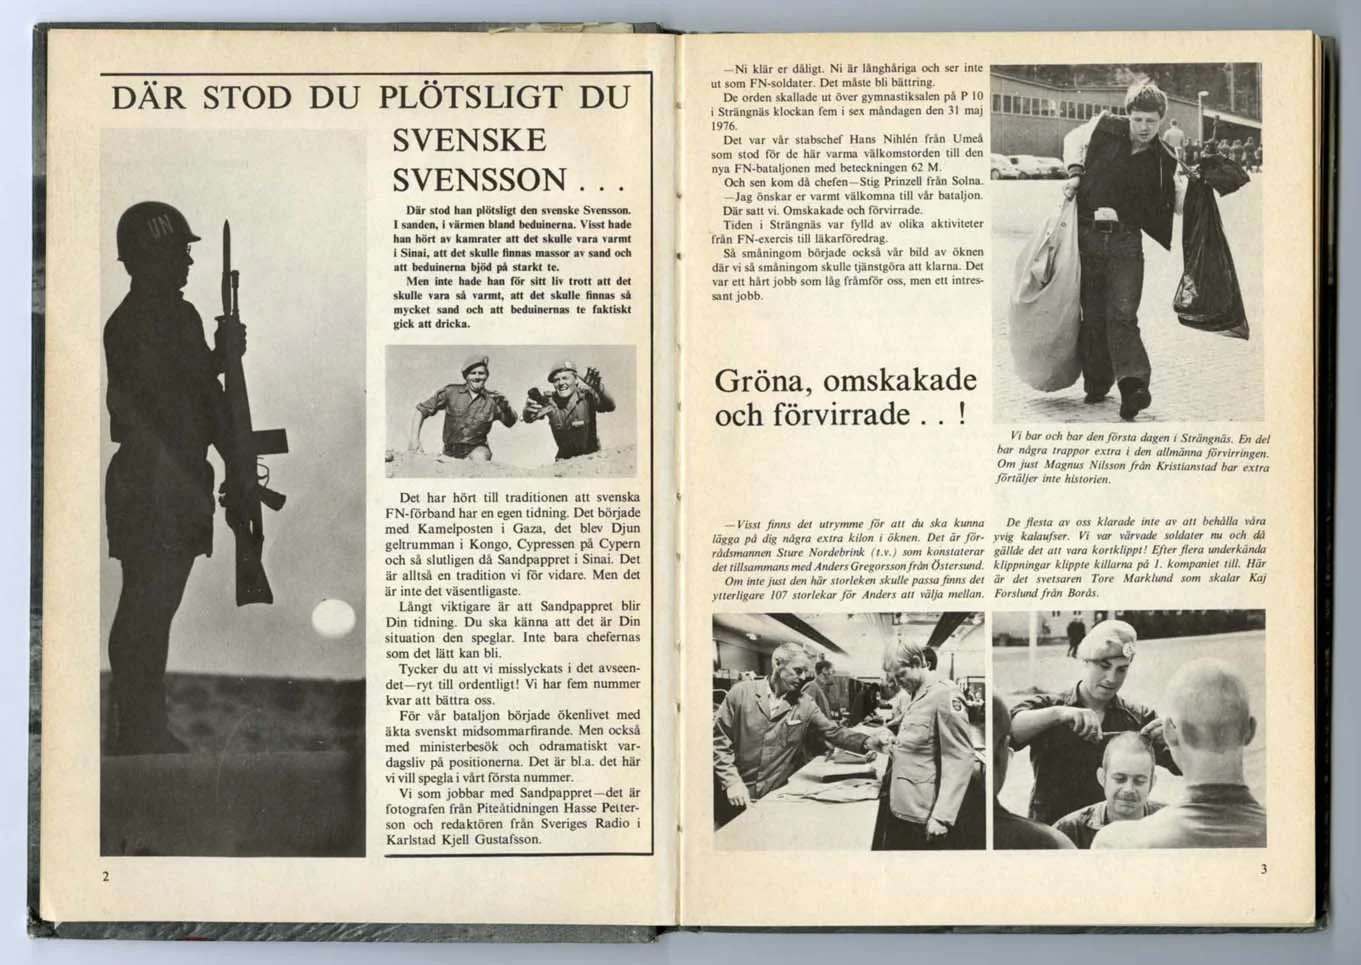 DÄR STOD DU PLÖTSLIGT DU
SVENSKE
SVENSSON . . .
UN
Där stod han plötsligt den svenske Svensson.
I sanden, i värmen bland beduinerna. Visst hade
han hört av kamrater att det skulle vara varmt
i Sinai, att det skulle finnas massor av sand och
att beduinerna bjöd på starkt te.
Men inte hade han för sitt liv trott att det
skulle vara så varmt, att det skulle finnas så
mycket sand och att beduinernas te faktiskt
gick att dricka.
Det har hört till traditionen att svenska
FN-förband har en egen tidning. Det började
med Kamelposten i Gaza, det blev Djun
geltrumman i Kongo, Cypressen på Cypern
och så slutligen då Sandpappret i Sinai. Det
är alltså en tradition vi för vidare. Men det
är inte det väsentligaste.
Långt viktigare är att Sandpappret blir
Din tidning. Du ska känna att det är Din
situation den speglar. Inte bara chefernas
som det lätt kan bli.
Tycker du att vi misslyckats i det avseen-
det—ryt till ordentligt! Vi har fem nummer
kvar att bättra oss.
För vår bataljon började ökenlivet med
äkta svenskt midsommarfirande. Men också
med ministerbesök och odramatiskt var-
dagsliv på positionerna. Det är bl.a. det här
vi vill spegla i vårt första nummer.
Vi som jobbar med Sandpappret—det är
fotografen från Piteåtidningen Hasse Petter-
son och redaktören från Sveriges Radio i
Karlstad Kjell Gustafsson.
2
—Ni klär er dåligt. Ni är långhåriga och ser inte
ut som FN-soldater. Det måste bli bättring.
De orden skallade ut över gymnastiksalen på P 10
i Strängnäs klockan fem i sex måndagen den 31 maj
1976.
Det var vår stabschef Hans Nihlén från Umeå
som stod för de här varma välkomstorden till den
nya FN-bataljonen med beteckningen 62 M.
Och sen kom då chefen—Stig Prinzell från Solna.
—Jag önskar er varmt välkomna till vår bataljon.
Där satt vi. Omskakade och förvirrade.
Tiden i Strängnäs var fylld av olika aktiviteter
från FN-exercis till läkarföredrag.
Så småningom började också vår bild av öknen
där vi så småningom skulle tjänstgöra att klarna. Det
var ett hårt jobb som låg framför oss, men ett intres-
sant jobb.
Gröna, omskakade
och förvirrade . . !
Vi bar och bar den första dagen i Strängnäs. En del
bar några trappor extra i den allmänna förvirringen.
Om just Magnus Nilsson från Kristianstad bar extra
förtäljer inte historien.
—Visst finns det utrymme för att du ska kunna
lägga på dig några extra kilon i öknen. Det är för-
rådsmannen Sture Nordebrink (t.v.) som konstaterar
det tillsammans med Anders Gregorsson från Östersund.
Om inte just den här storleken skulle passa finns det
ytterligare 107 storlekar för Anders att välja mellan.
De flesta av oss klarade inte av att behålla våra
yvig kalaufser. Vi var värvade soldater nu och då
gällde det att vara kortklippt! Efter flera underkända
klippningar klippte killarna på 1. kompaniet till. Här
är det svetsaren Tore Marklund som skalar Kaj
Forslund från Borås.
3